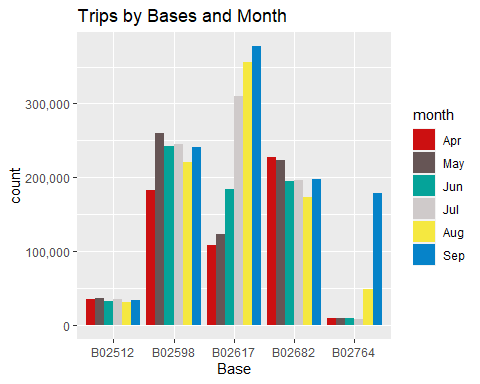 Trips by Bases and Month
300,000
200,000
100,000
0
count
B02512 B02598 B02617 B02682 B02764
Base
month
Apr
May
Jun
Jul
Aug
Sep